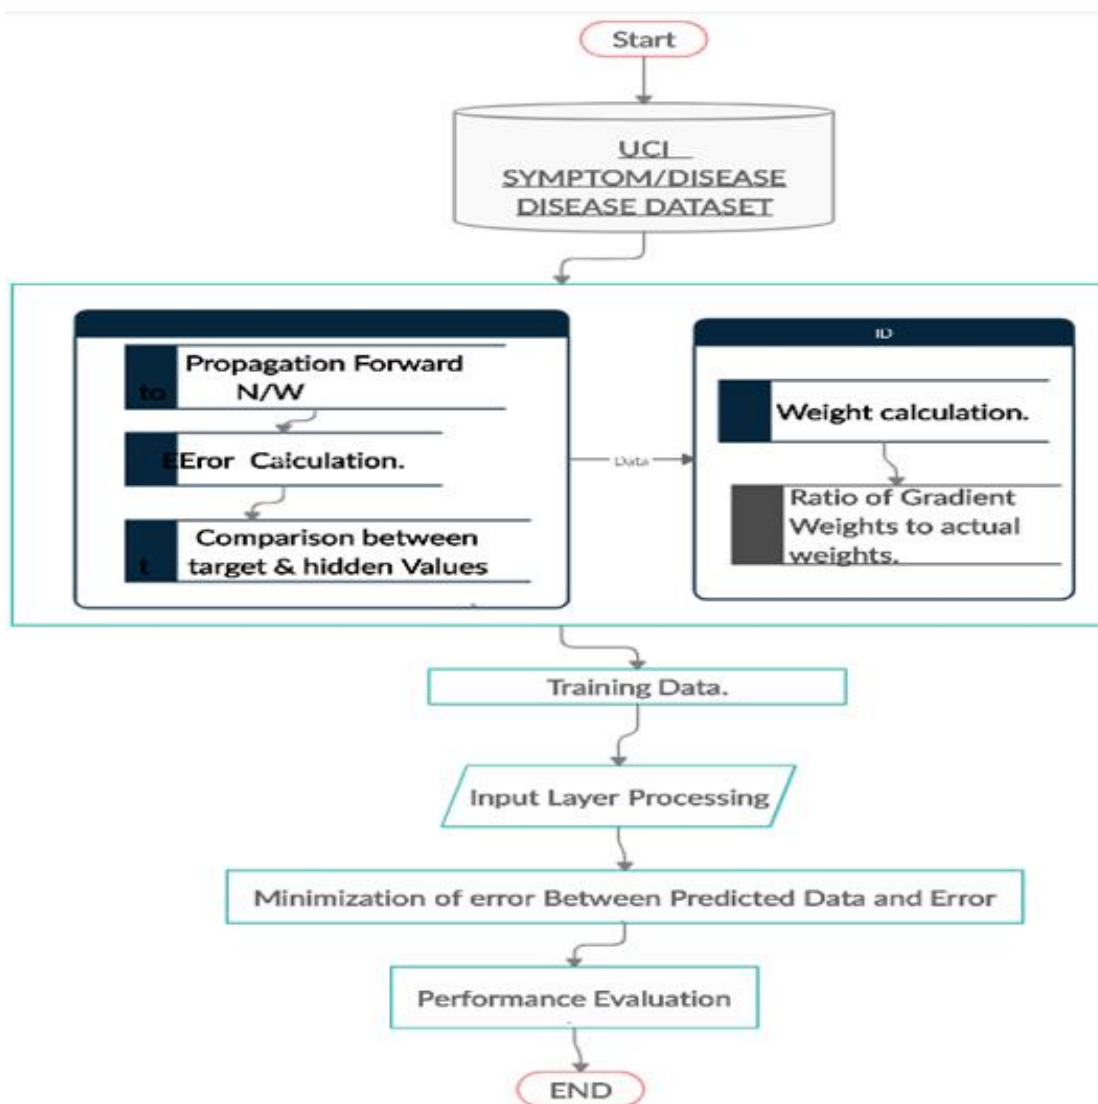 Start
UCI
SYMPTOM/DISEASE
DISEASE DATASET
Propagation Forward
to N/W
EEror Calculation.
Comparison between
t target & hidden Values
Data
ID
Weight calculation.
Ratio of Gradient
Weights to actual
weights.
Training Data.
Input Layer Processing
Minimization of error Between Predicted Data and Error
Performance Evaluation
END